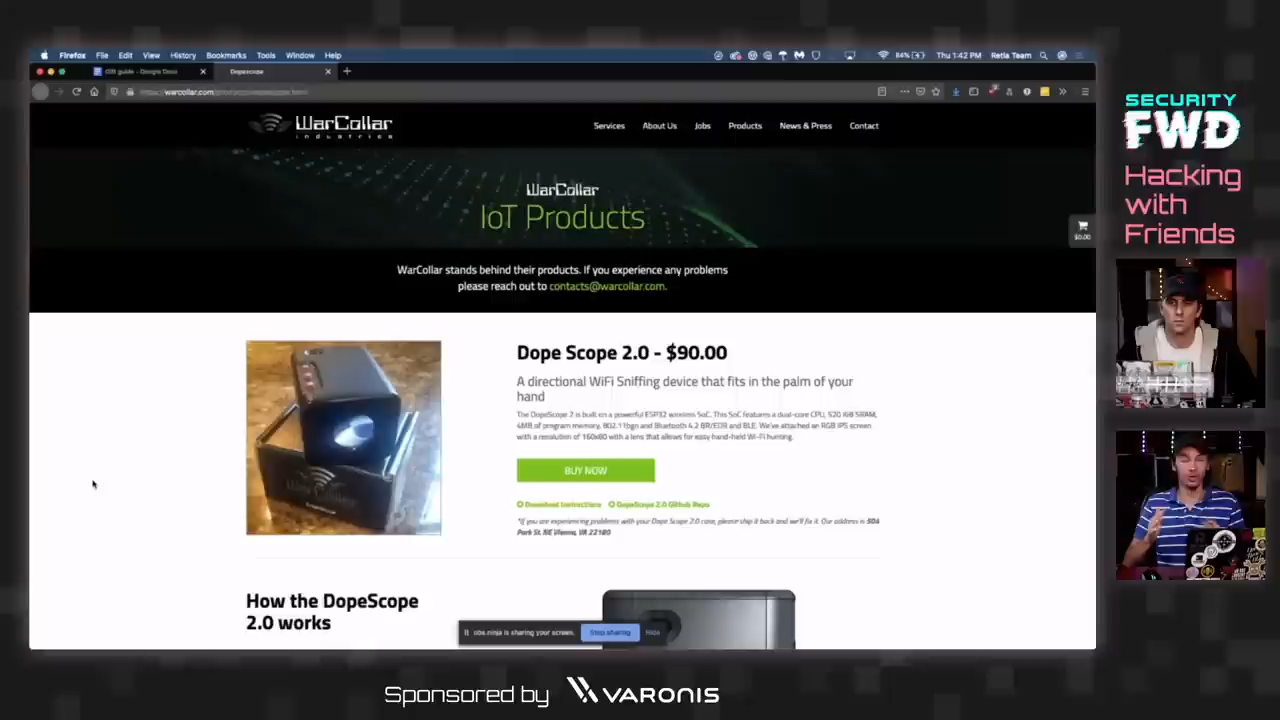 Firefox File Edit View History Bookmarks Tools Window Help
84% Thu 1:42 PM Retia Team
Dopescope
warcollar.com
WarCollar
industries
Services About Us Jobs Products News & Press Contact
WarCollar
IoT Products
$0.00
WarCollar stands behind their products. If you experience any problems
please reach out to contacts@warcollar.com.
Dope Scope 2.0 - $90.00
A directional WiFi Sniffing device that fits in the palm of your
hand
The DopeScope 2 is built on a powerful ESP32 wireless SoC. This SoC features a dual-core CPU, 520 KiB SRAM,
4MB of program memory, 802.11bgn and Bluetooth 4.2 BR/EDR and BLE. We've attached an RGB IPS screen
with a resolution of 160x80 with a lens that allows for easy hand-held Wi-Fi hunting.
BUY NOW
Download Instructions DopeScope 2.0 Github Repo
*If you are experiencing problems with your Dope Scope 2.0 case, please ship it back and we'll fix it. Our address is 504
Park St. NE Vienna, VA 22180
How the DopeScope
2.0 works
obs.ninja is sharing your screen. Stop sharing Hide
SECURITY
FWD
Hacking
with
Friends
Sponsored by VARONIS